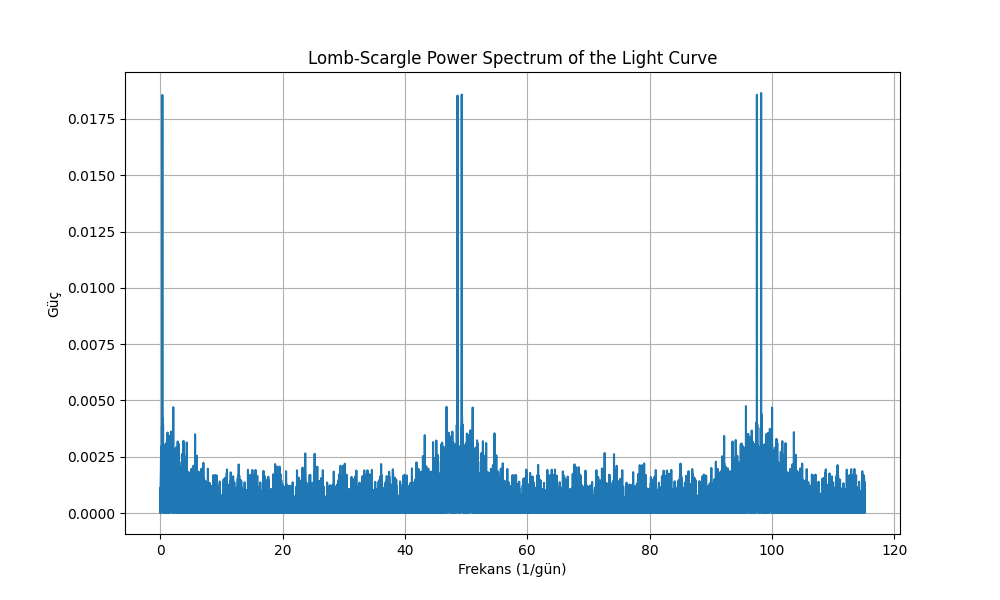 Lomb-Scargle Power Spectrum of the Light Curve
0.0175
0.0150
0.0125
0.0100
0.0075
0.0050
0.0025
0.0000
Güç
0 20 40 60 80 100 120
Frekans (1/gün)